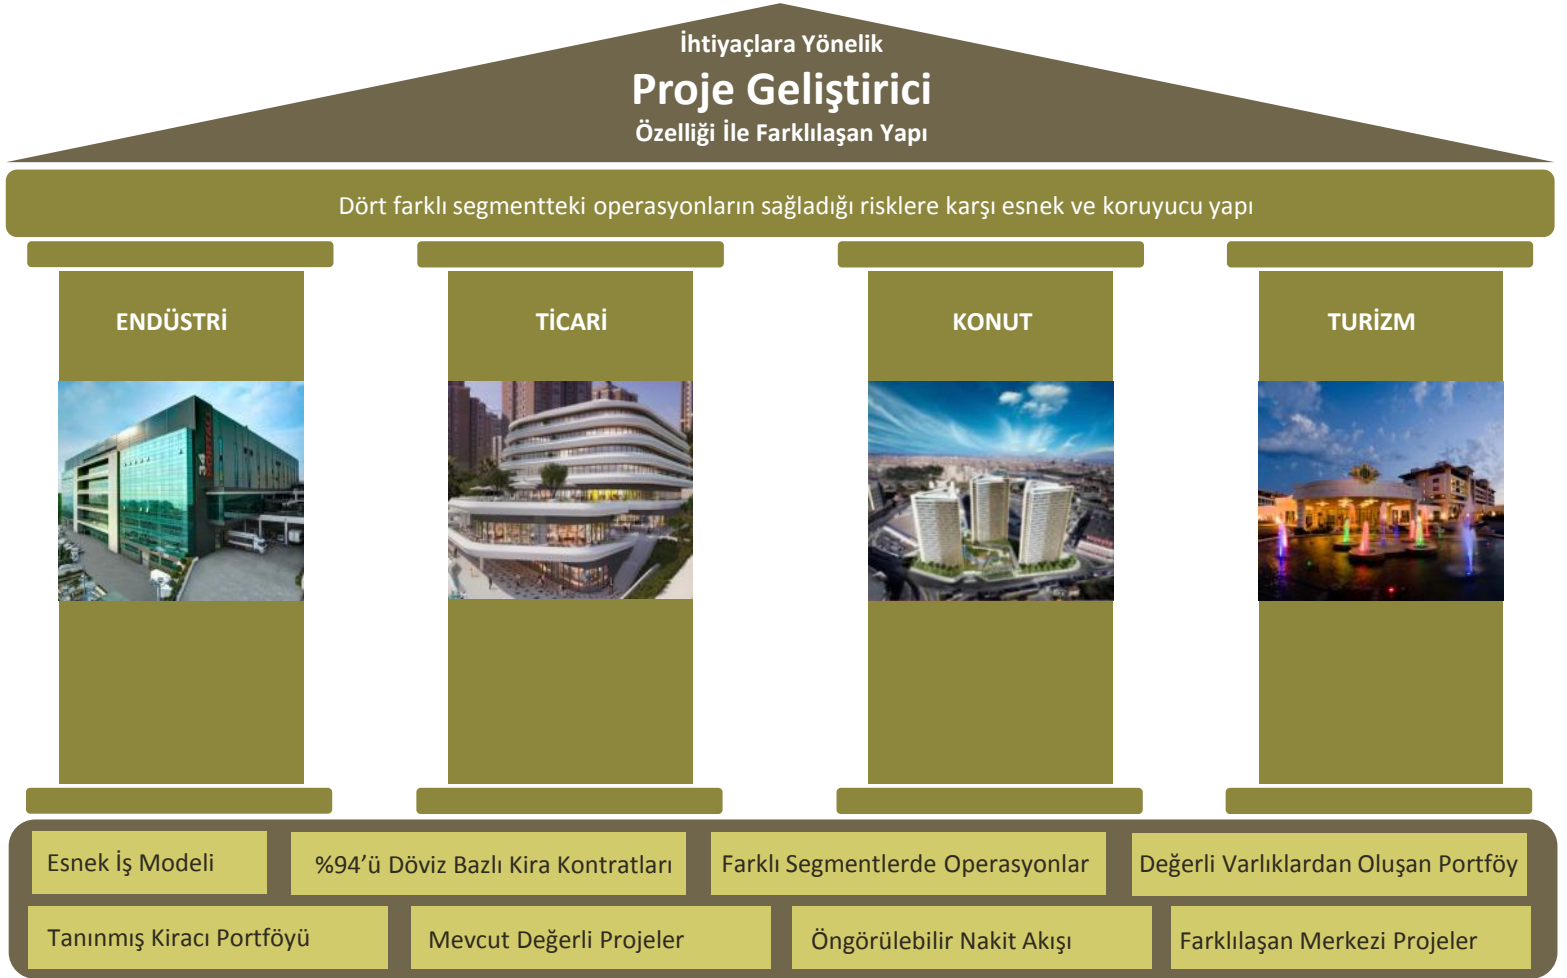 İhtiyaçlara Yönelik
Proje Geliştirici
Özelliği İle Farklılaşan Yapı
Dört farklı segmentteki operasyonların sağladığı risklere karşı esnek ve koruyucu yapı
ENDÜSTRİ
TİCARİ
KONUT
TURİZM
Esnek İş Modeli
%94’ü Döviz Bazlı Kira Kontratları
Farklı Segmentlerde Operasyonlar
Değerli Varlıklardan Oluşan Portföy
Tanınmış Kiracı Portföyü
Mevcut Değerli Projeler
Öngörülebilir Nakit Akışı
Farklılaşan Merkezi Projeler